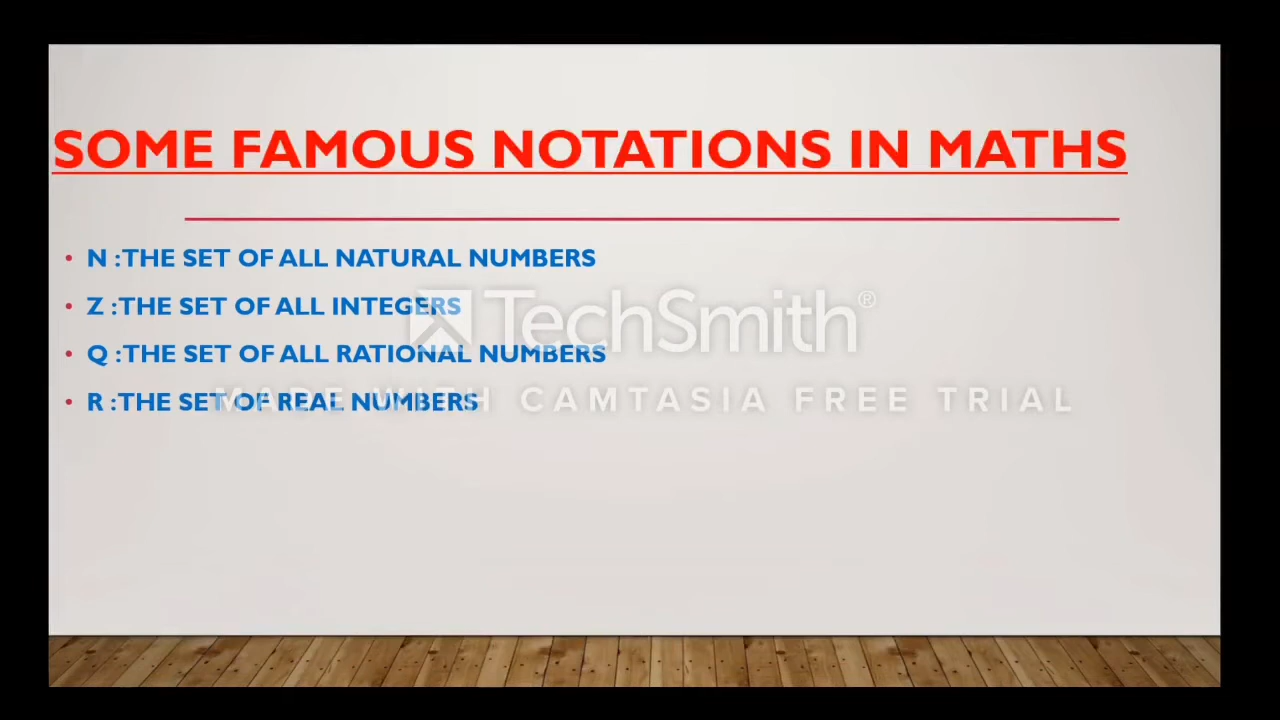 SOME FAMOUS NOTATIONS IN MATHS
• N :THE SET OF ALL NATURAL NUMBERS
• Z :THE SET OF ALL INTEGERS
• Q :THE SET OF ALL RATIONAL NUMBERS
• R :THE SET OF REAL NUMBERS
TechSmith®
MADE WITH CAMTASIA FREE TRIAL